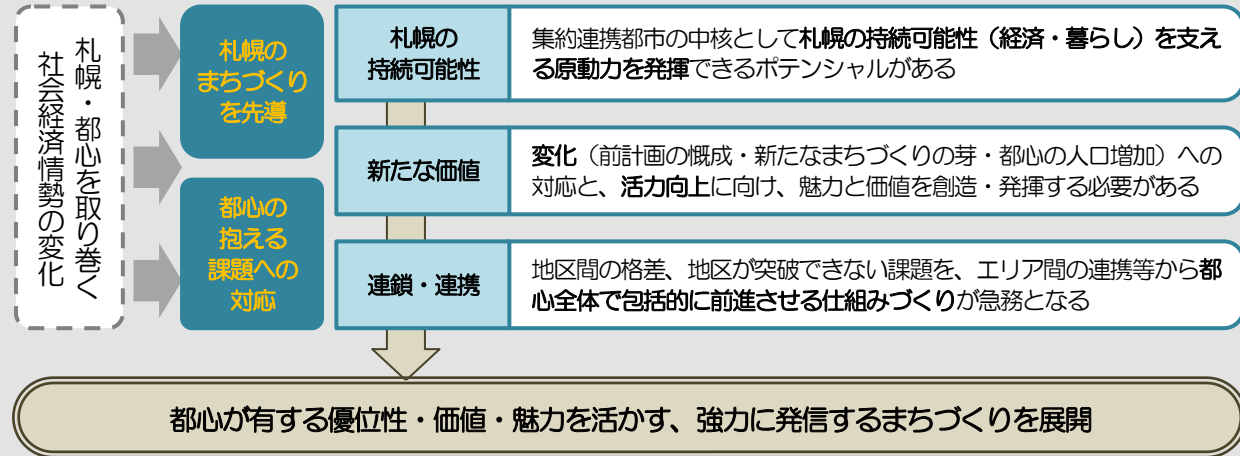 札幌・都心を取り巻く
社会経済情勢の変化
札幌の
まちづくり
を先導
都心の
抱える
課題への
対応
札幌の
持続可能性
集約連携都市の中核として札幌の持続可能性（経済・暮らし）を支え
る原動力を発揮できるポテンシャルがある
新たな価値
変化（前計画の概成・新たなまちづくりの芽・都心の人口増加）への
対応と、活力向上に向け、魅力と価値を創造・発揮する必要がある
連鎖・連携
地区間の格差、地区が突破できない課題を、エリア間の連携等から都
心全体で包括的に前進させる仕組みづくりが急務となる
都心が有する優位性・価値・魅力を活かす、強力に発信するまちづくりを展開